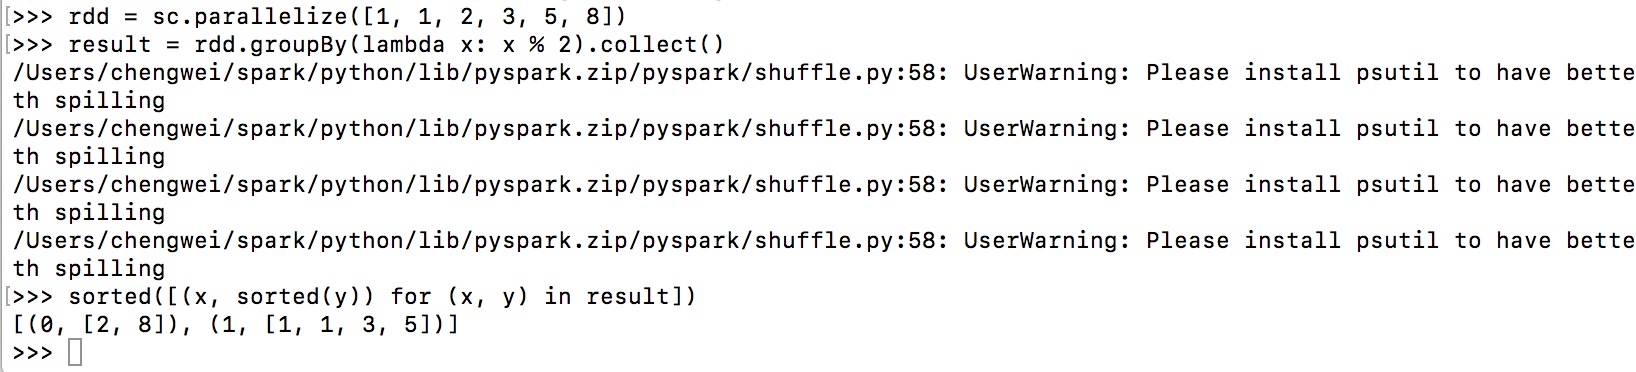 [>>> rdd = sc.parallelize([1, 1, 2, 3, 5, 8])
[>>> result = rdd.groupBy(lambda x: x % 2).collect()
/Users/chengwei/spark/python/lib/pyspark.zip/pyspark/shuffle.py:58: UserWarning: Please install psutil to have bette
th spilling
/Users/chengwei/spark/python/lib/pyspark.zip/pyspark/shuffle.py:58: UserWarning: Please install psutil to have bette
th spilling
/Users/chengwei/spark/python/lib/pyspark.zip/pyspark/shuffle.py:58: UserWarning: Please install psutil to have bette
th spilling
/Users/chengwei/spark/python/lib/pyspark.zip/pyspark/shuffle.py:58: UserWarning: Please install psutil to have bette
th spilling
[>>> sorted([(x, sorted(y)) for (x, y) in result])
[(0, [2, 8]), (1, [1, 1, 3, 5])]
>>>